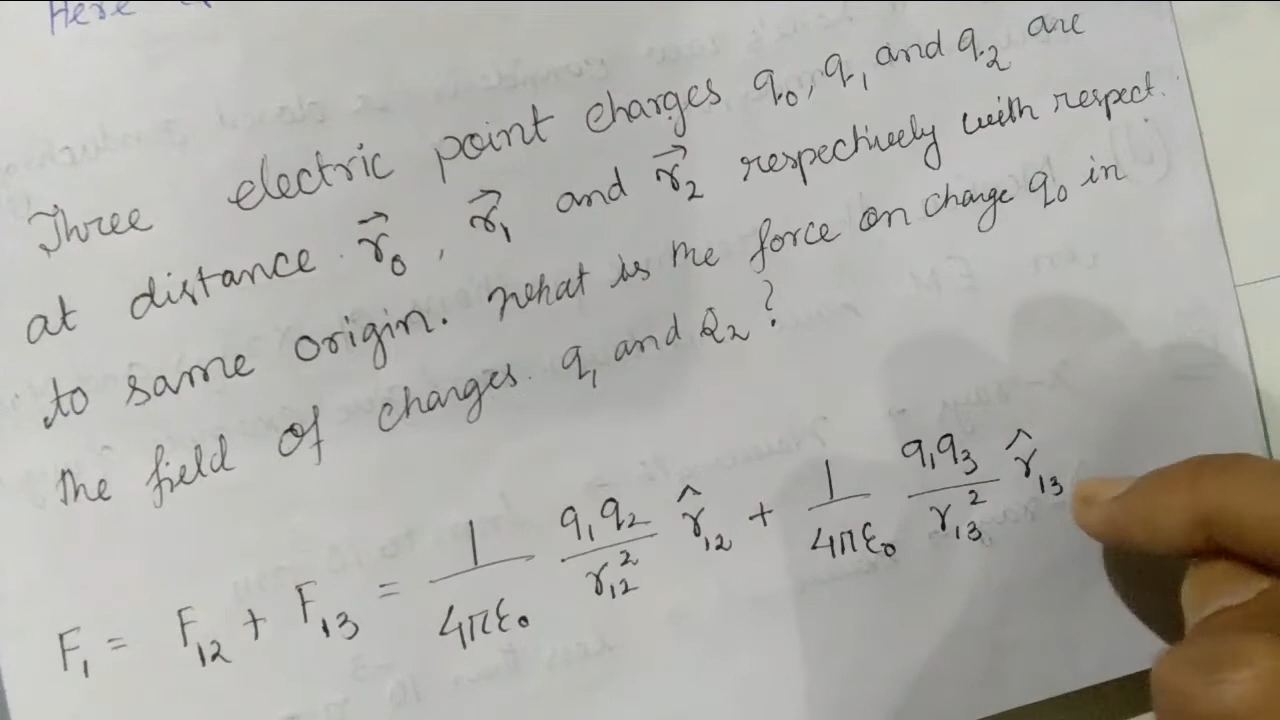 Here
Three electric point charges q₀, q₁ and q₂ are
at distance r⃗₀, r⃗₁ and r⃗₂ respectively with respect
to same origin. What is the force on charge q₀ in
the field of charges q₁ and Q₂?
F₁ = F₁₂ + F₁₃ = 1/4πε₀ q₁q₂/r₁₂² r̂₁₂ + 1/4πε₀ q₁q₃/r₁₃² r̂₁₃